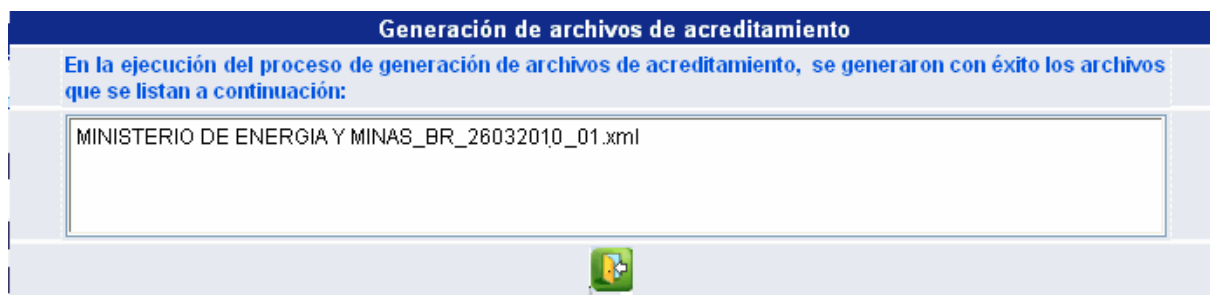 Generación de archivos de acreditamiento
En la ejecución del proceso de generación de archivos de acreditamiento, se generaron con éxito los archivos
que se listan a continuación:
MINISTERIO DE ENERGIA Y MINAS_BR_26032010_01.xml